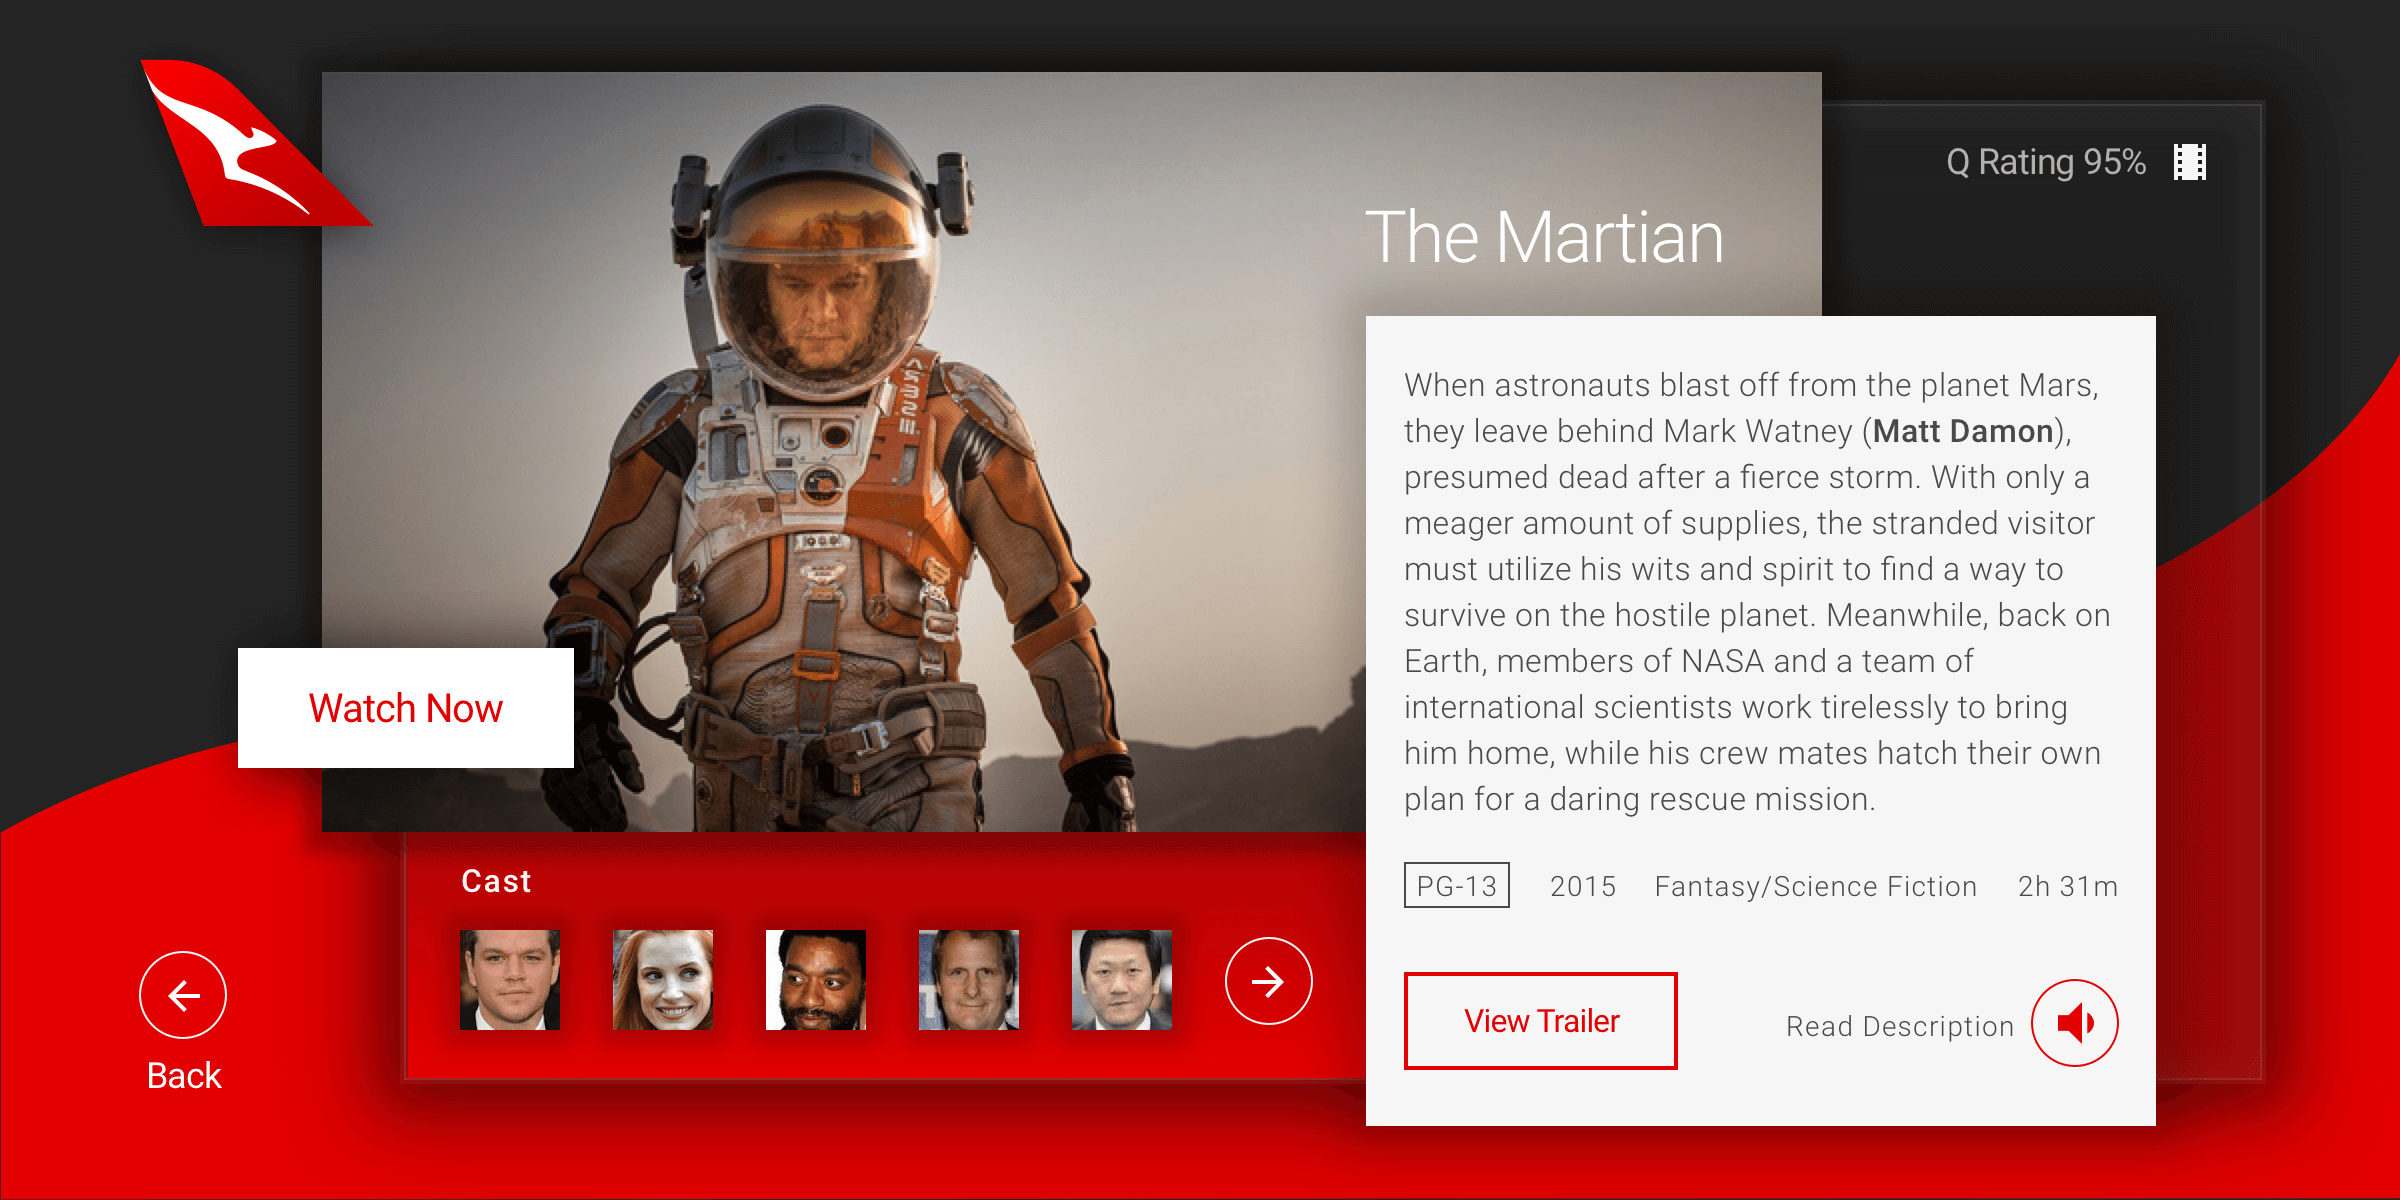 Q Rating 95%
The Martian
When astronauts blast off from the planet Mars,
they leave behind Mark Watney (Matt Damon),
presumed dead after a fierce storm. With only a
meager amount of supplies, the stranded visitor
must utilize his wits and spirit to find a way to
survive on the hostile planet. Meanwhile, back on
Earth, members of NASA and a team of
international scientists work tirelessly to bring
him home, while his crew mates hatch their own
plan for a daring rescue mission.
PG-13 2015 Fantasy/Science Fiction 2h 31m
View Trailer
Read Description
Watch Now
Cast
Back